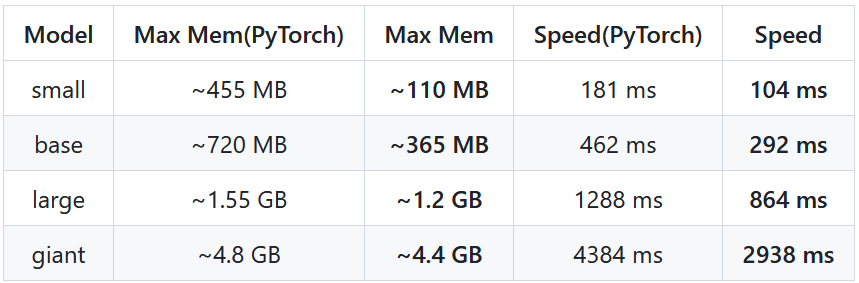 Model Max Mem(PyTorch) Max Mem Speed(PyTorch) Speed
small ~455 MB ~110 MB 181 ms 104 ms
base ~720 MB ~365 MB 462 ms 292 ms
large ~1.55 GB ~1.2 GB 1288 ms 864 ms
giant ~4.8 GB ~4.4 GB 4384 ms 2938 ms